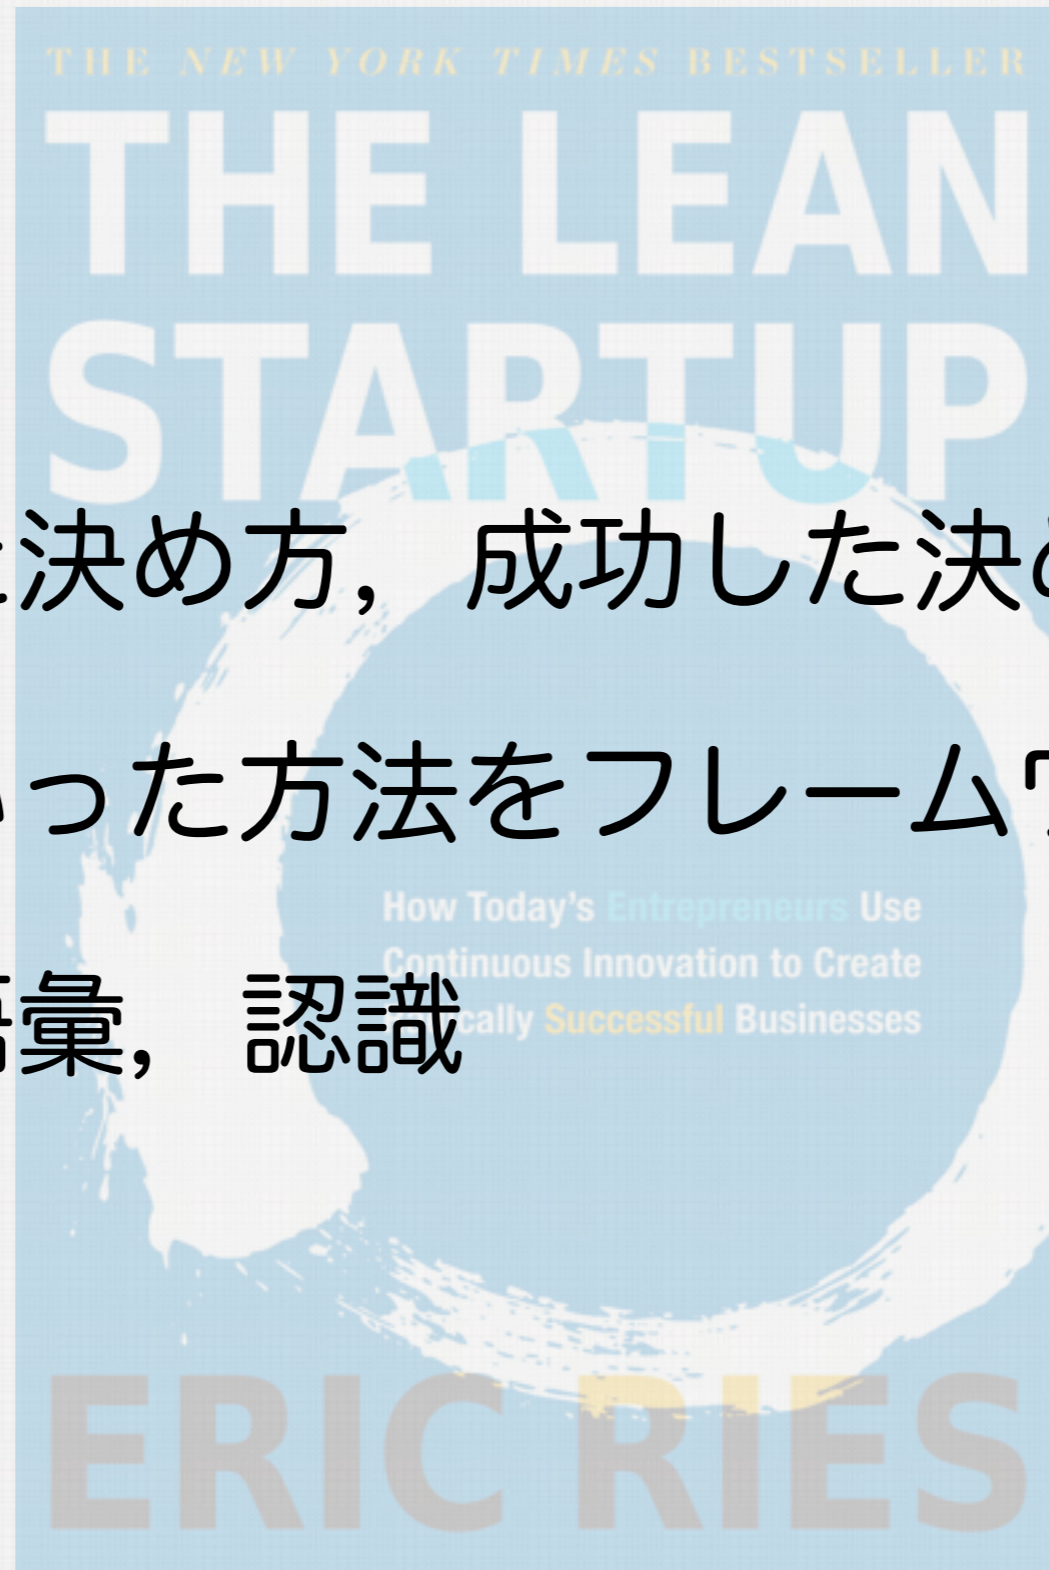 THE NEW YORK TIMES BESTSELLER
THE LEAN
STARTUP
決め方，成功した決
った方法をフレーム
How Today's Entrepreneurs Use
Continuous Innovation to Create
cally Successful Businesses
彙，認識
ERIC RIES